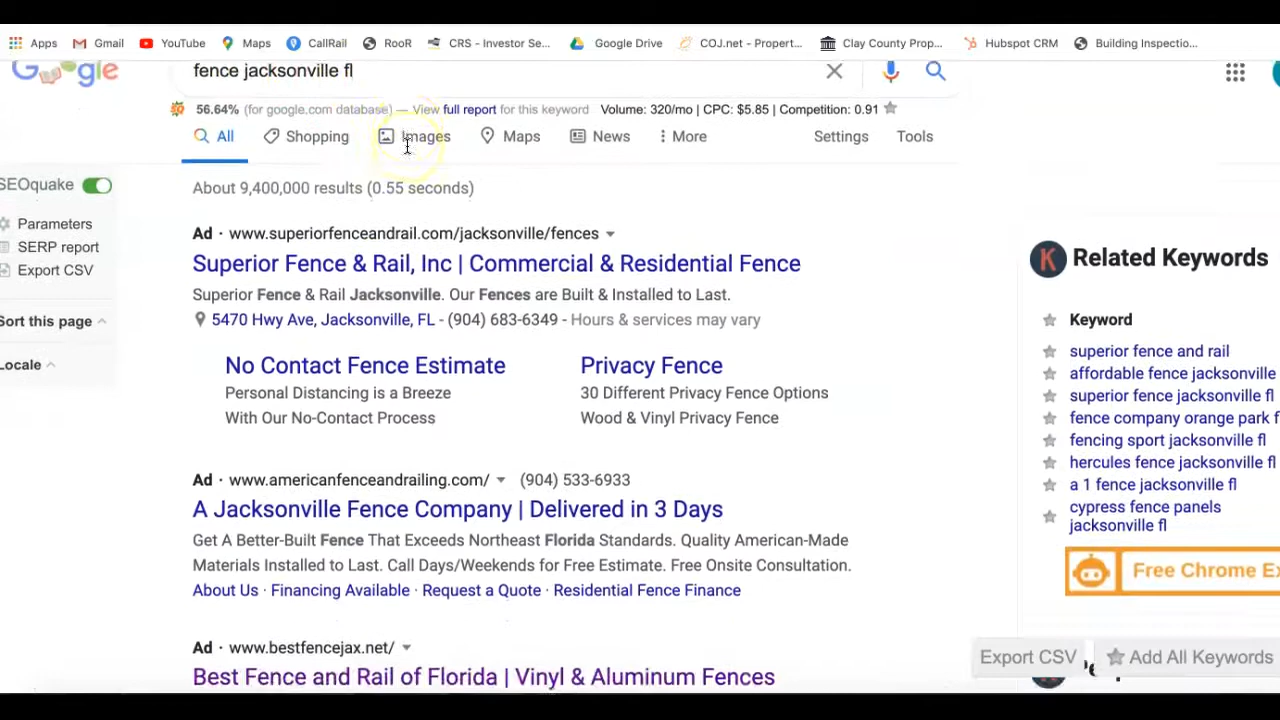 Apps Gmail YouTube Maps CallRail RooR CRS - Investor Se... Google Drive COJ.net - Propert... Clay County Prop... Hubspot CRM Building Inspectio...
Google fence jacksonville fl
56.64% (for google.com database) — View full report for this keyword Volume: 320/mo | CPC: $5.85 | Competition: 0.91
All Shopping Images Maps News More Settings Tools
SEOquake
Parameters
SERP report
Export CSV
Sort this page
Locale
About 9,400,000 results (0.55 seconds)
Ad · www.superiorfenceandrail.com/jacksonville/fences
Superior Fence & Rail, Inc | Commercial & Residential Fence
Superior Fence & Rail Jacksonville. Our Fences are Built & Installed to Last.
5470 Hwy Ave, Jacksonville, FL - (904) 683-6349 - Hours & services may vary
No Contact Fence Estimate
Personal Distancing is a Breeze
With Our No-Contact Process
Privacy Fence
30 Different Privacy Fence Options
Wood & Vinyl Privacy Fence
Ad · www.americanfenceandrailing.com/ (904) 533-6933
A Jacksonville Fence Company | Delivered in 3 Days
Get A Better-Built Fence That Exceeds Northeast Florida Standards. Quality American-Made
Materials Installed to Last. Call Days/Weekends for Free Estimate. Free Onsite Consultation.
About Us · Financing Available · Request a Quote · Residential Fence Finance
Ad · www.bestfencejax.net/
Best Fence and Rail of Florida | Vinyl & Aluminum Fences
K Related Keywords
Keyword
superior fence and rail
affordable fence jacksonville
superior fence jacksonville fl
fence company orange park f
fencing sport jacksonville fl
hercules fence jacksonville fl
a 1 fence jacksonville fl
cypress fence panels
jacksonville fl
Free Chrome Ex
Export CSV Add All Keywords